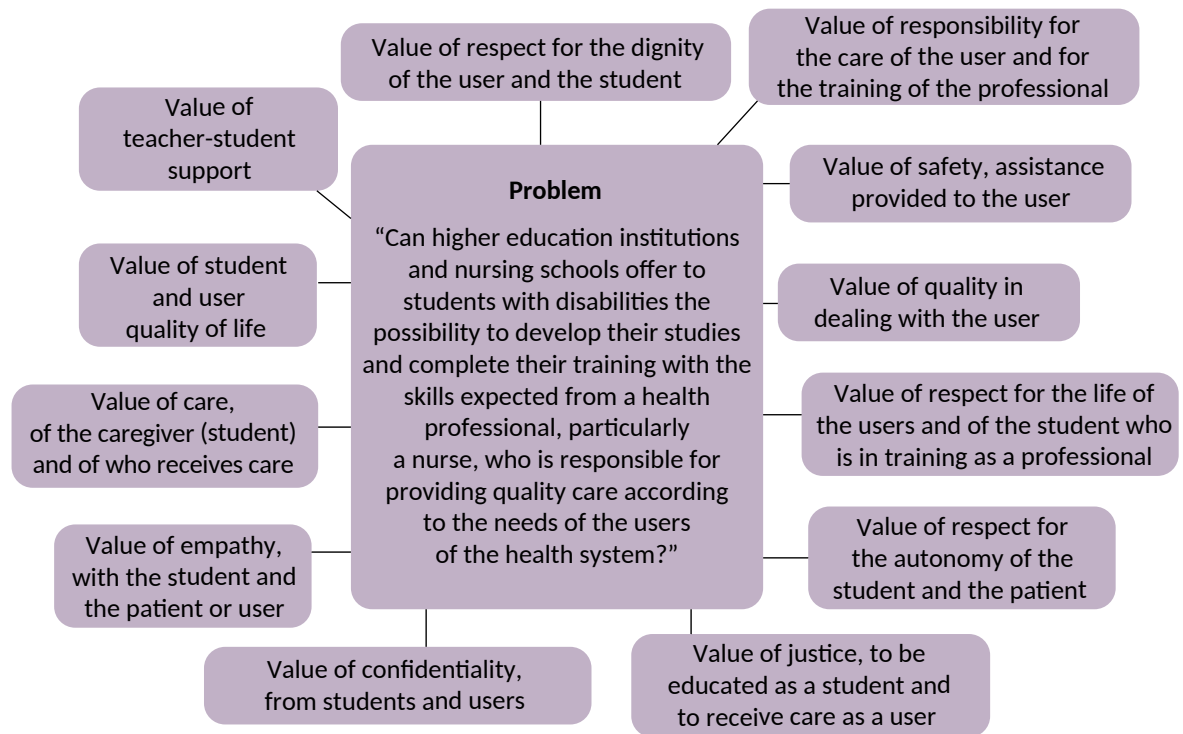 Value of respect for the dignity
of the user and the student
Value of responsibility for
the care of the user and for
the training of the professional
Value of
teacher-student
support
Value of safety, assistance
provided to the user
Problem
“Can higher education institutions
and nursing schools offer to
students with disabilities the
possibility to develop their studies
and complete their training with the
skills expected from a health
professional, particularly
a nurse, who is responsible for
providing quality care according
to the needs of the users
of the health system?”
Value of student
and user
quality of life
Value of quality in
dealing with the user
Value of care,
of the caregiver (student)
and of who receives care
Value of respect for the life of
the users and of the student who
is in training as a professional
Value of empathy,
with the student and
the patient or user
Value of respect for
the autonomy of the
student and the patient
Value of confidentiality,
from students and users
Value of justice, to be
educated as a student and
to receive care as a user